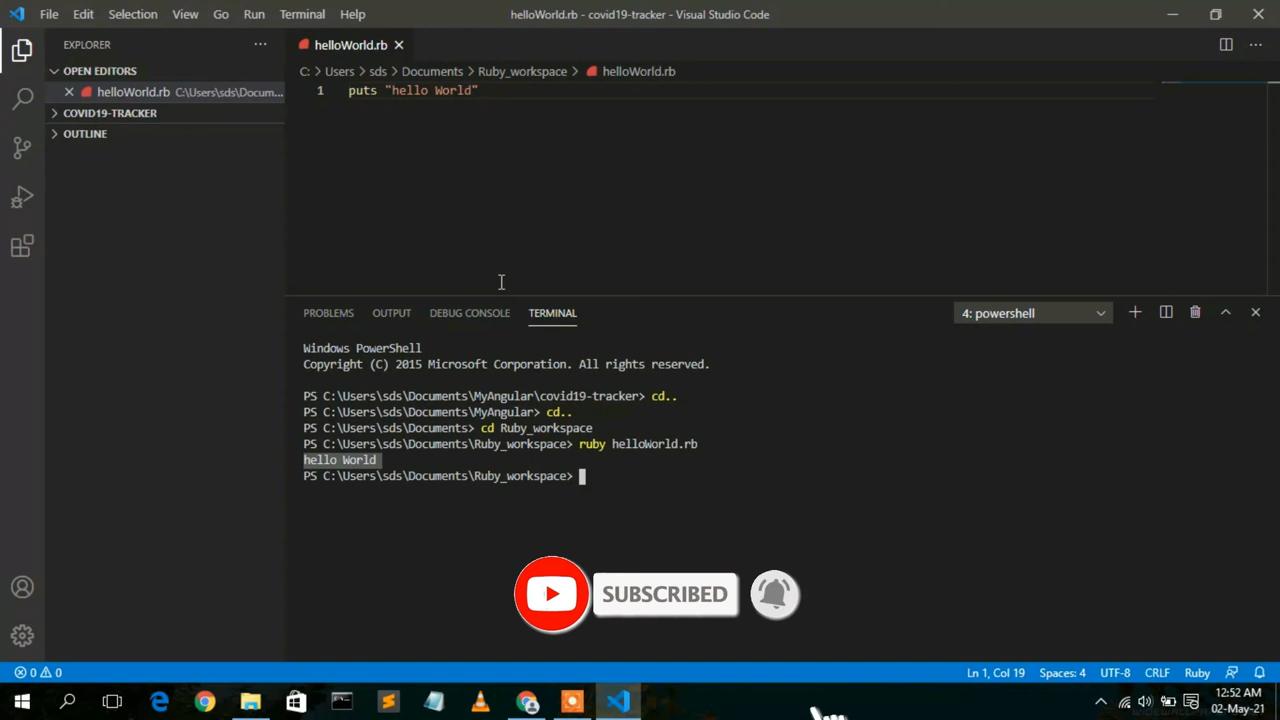 File Edit Selection View Go Run Terminal Help
helloWorld.rb - covid19-tracker - Visual Studio Code
EXPLORER
OPEN EDITORS
helloWorld.rb C:\Users\sds\Docum...
COVID19-TRACKER
OUTLINE
helloWorld.rb
C: > Users > sds > Documents > Ruby_workspace > helloWorld.rb
1 puts "hello World"
PROBLEMS OUTPUT DEBUG CONSOLE TERMINAL
4: powershell
Windows PowerShell
Copyright (C) 2015 Microsoft Corporation. All rights reserved.
PS C:\Users\sds\Documents\MyAngular\covid19-tracker> cd..
PS C:\Users\sds\Documents\MyAngular> cd..
PS C:\Users\sds\Documents> cd Ruby_workspace
PS C:\Users\sds\Documents\Ruby_workspace> ruby helloWorld.rb
hello World
PS C:\Users\sds\Documents\Ruby_workspace>
SUBSCRIBED
0 0
Ln 1, Col 19 Spaces: 4 UTF-8 CRLF Ruby
12:52 AM
02-May-21